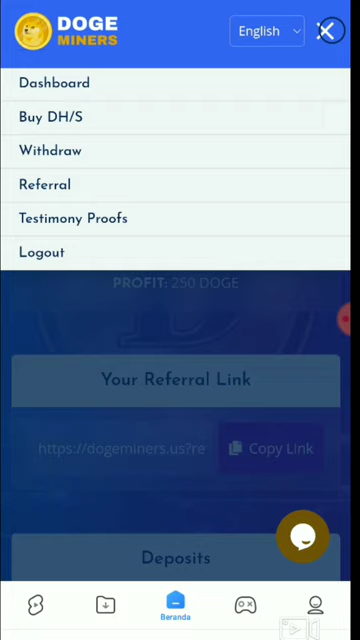 DOGE
MINERS
English
Dashboard
Buy DH/S
Withdraw
Referral
Testimony Proofs
Logout
PROFIT: 250 DOGE
Your Referral Link
https://dogeminers.us?re
Copy Link
Deposits
Beranda